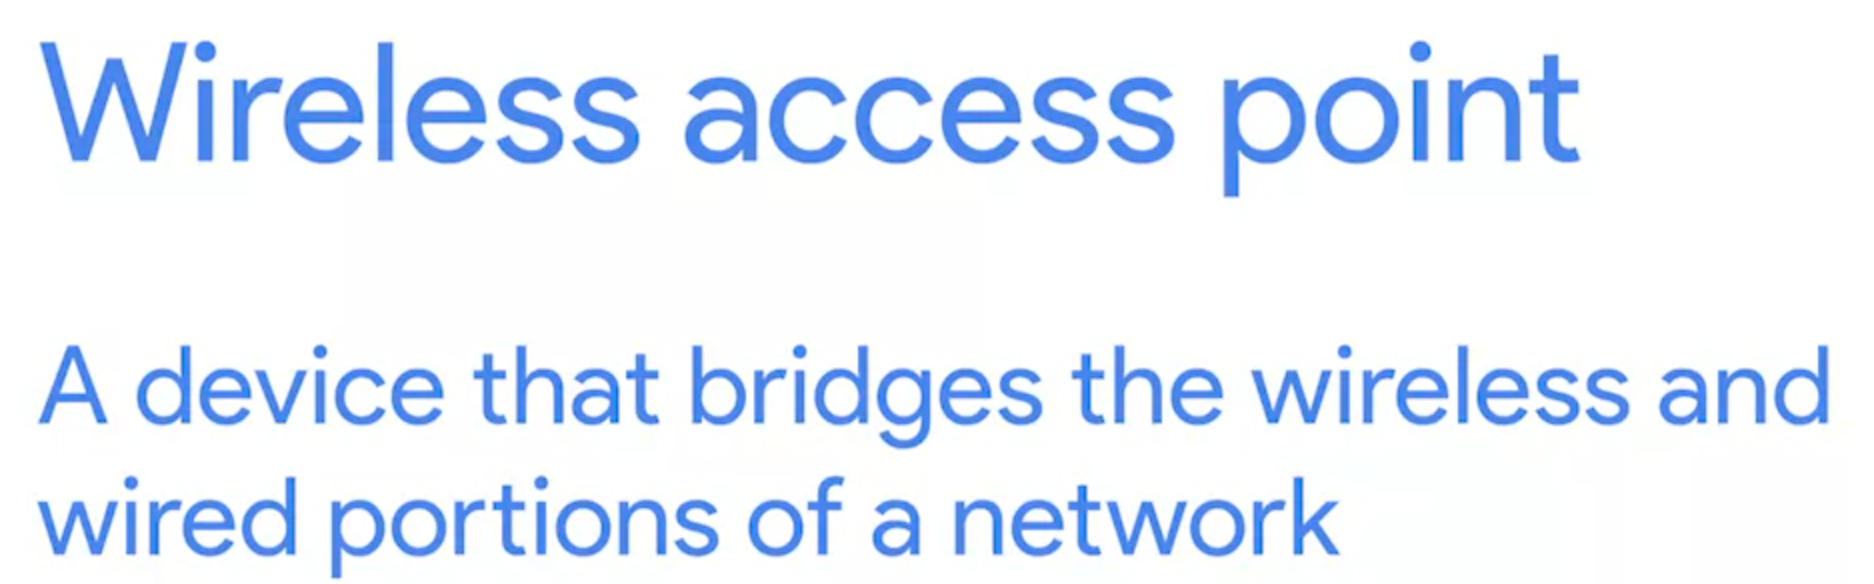 Wireless access point
A device that bridges the wireless and
wired portions of a network